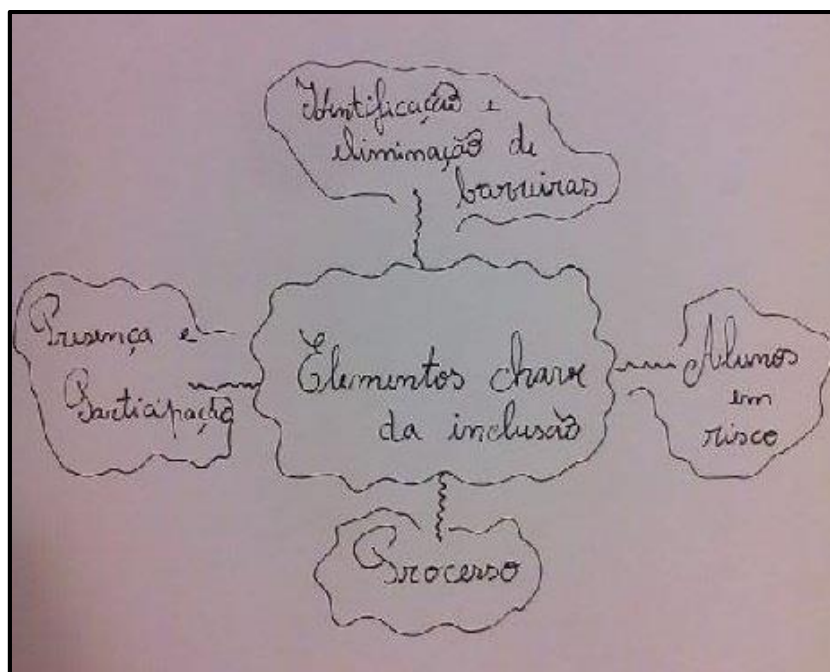 Identificação e
eliminação de
barreiras
Presença e
Participação
Elementos chave
da inclusão
Alunos
em
risco
Processo